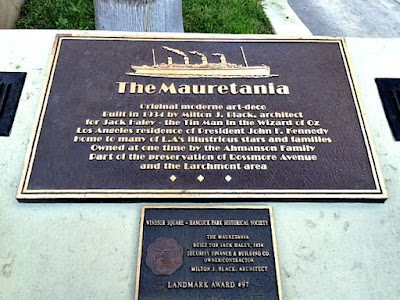 The Mauretania
Original moderne art-deco
Built in 1934 by Milton J. Black, architect
for Jack Haley - the Tin Man in the Wizard of Oz
Los Angeles residence of President John F. Kennedy
Home to many of L.A's illustrious stars and families
Owned at one time by the Ahmanson Family
Part of the preservation of Rossmore Avenue
and the Larchmont area
WINDSOR SQUARE - HANCOCK PARK HISTORICAL SOCIETY
THE MAURETANIA
BUILT FOR JACK HALEY, 1934
SECURITY FINANCE & BUILDING CO.
OWNER/CONTRACTOR
MILTON J. BLACK, ARCHITECT
LANDMARK AWARD #97